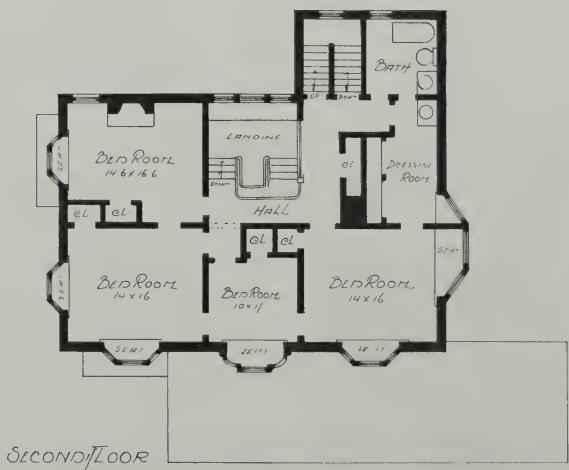 BATH
UP
DOWN
LANDING
DOWN
HALL
CL
DRESSING
ROOM
BED ROOM
14 6 X 16 6
SEAT
CL
CL
BED ROOM
14 X 16
SEAT
SEAT
CL
CL
BED ROOM
10 X 11
SEAT
BED ROOM
14 X 16
SEAT
SEAT
SECOND FLOOR